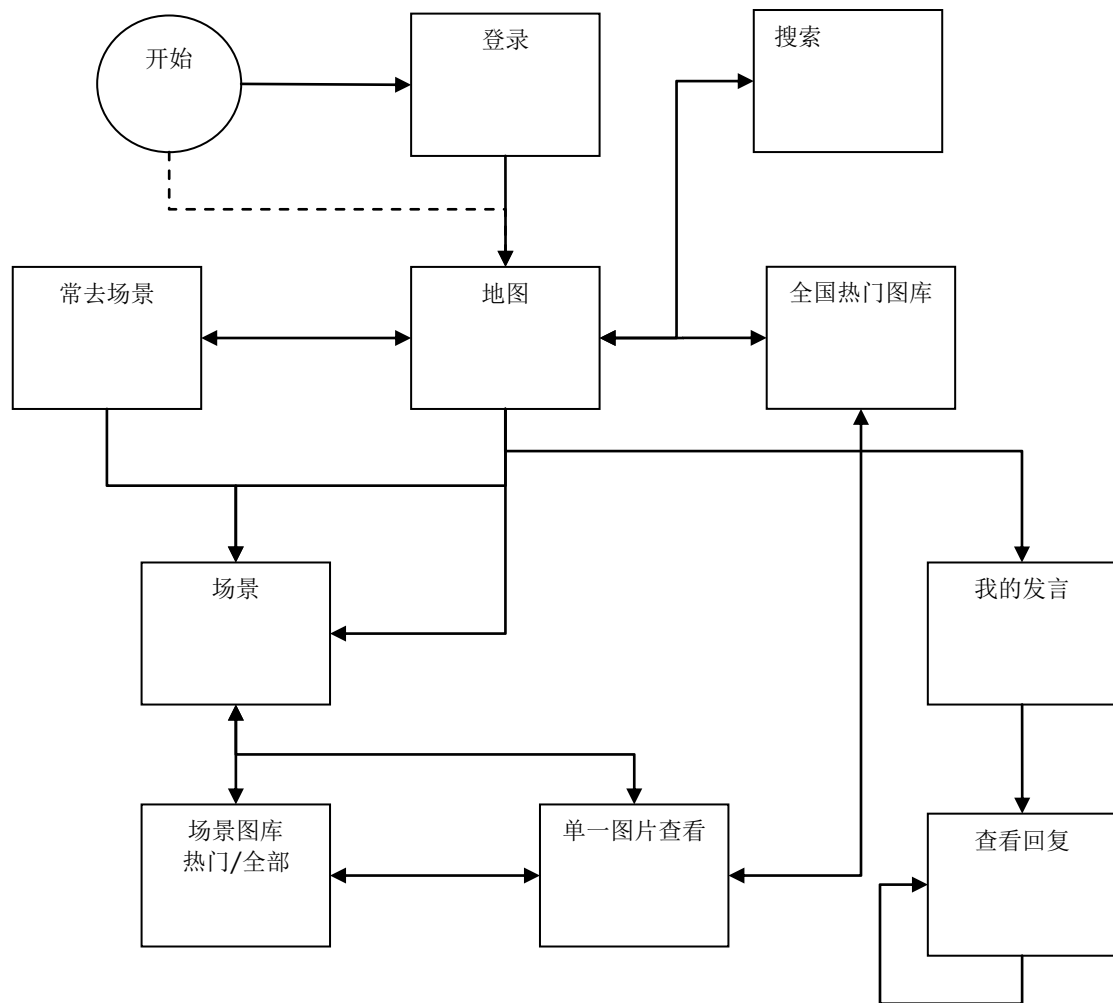 开始
登录
搜索
常去场景
地图
全国热门图库
场景
我的发言
场景图库
热门/全部
单一图片查看
查看回复